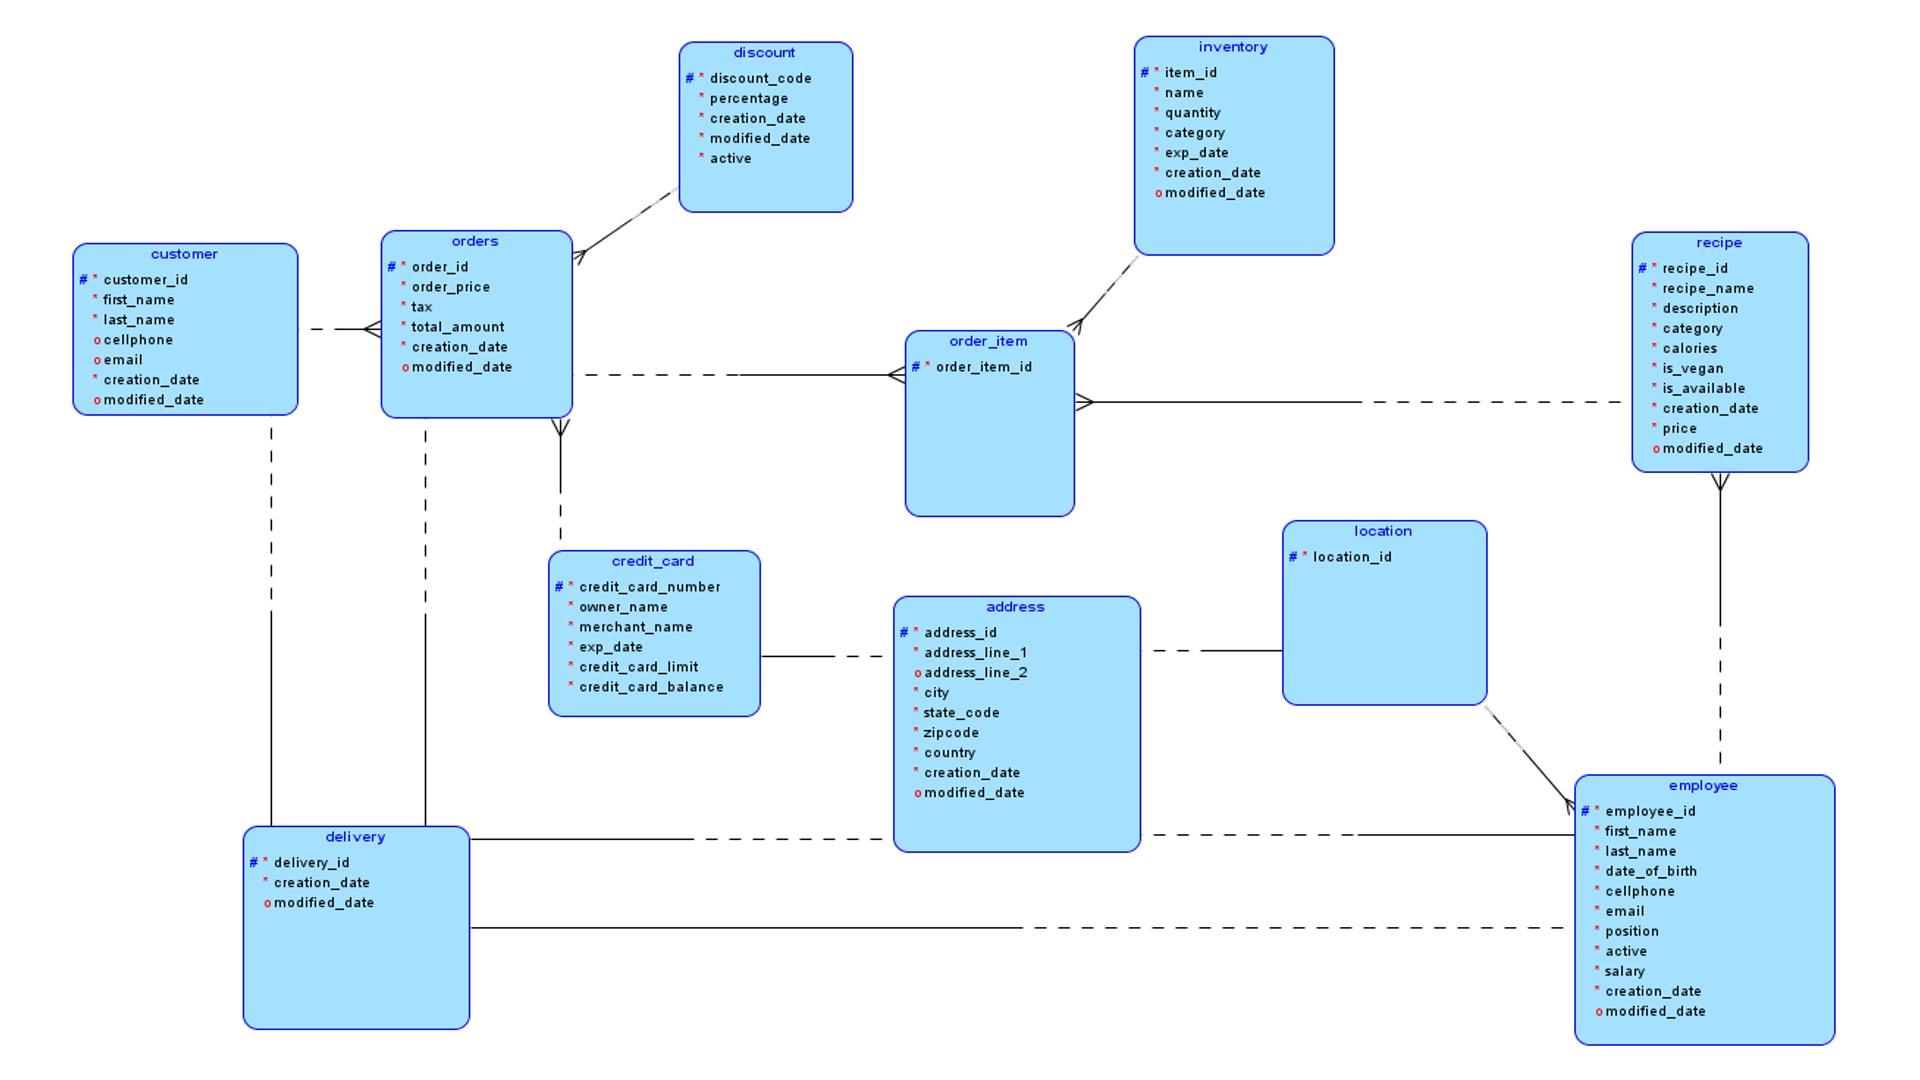 discount
# * discount_code
* percentage
* creation_date
* modified_date
* active
inventory
# * item_id
* name
* quantity
* category
* exp_date
* creation_date
o modified_date
customer
# * customer_id
* first_name
* last_name
o cellphone
o email
* creation_date
o modified_date
orders
# * order_id
* order_price
* tax
* total_amount
* creation_date
o modified_date
order_item
# * order_item_id
recipe
# * recipe_id
* recipe_name
* description
* category
* calories
* is_vegan
* is_available
* creation_date
* price
o modified_date
credit_card
# * credit_card_number
* owner_name
* merchant_name
* exp_date
* credit_card_limit
* credit_card_balance
address
# * address_id
* address_line_1
o address_line_2
* city
* state_code
* zipcode
* country
* creation_date
o modified_date
location
# * location_id
delivery
# * delivery_id
* creation_date
o modified_date
employee
# * employee_id
* first_name
* last_name
* date_of_birth
* cellphone
* email
* position
* active
* salary
* creation_date
o modified_date